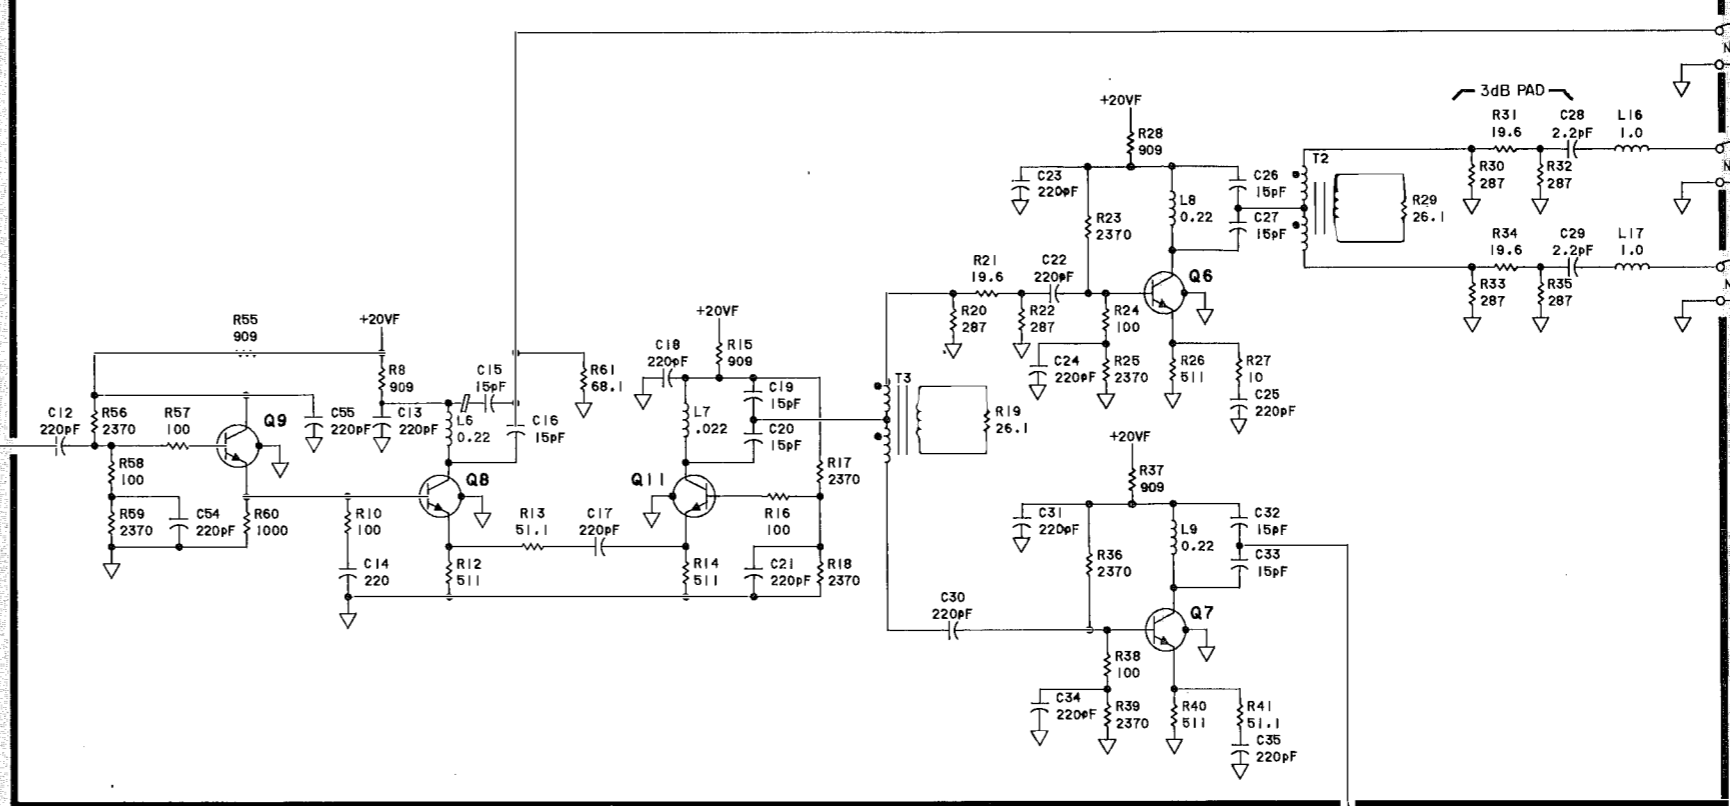 3dB PAD
+20VF
R28
909
R31
19.6
C28
2.2pF
L16
1.0
N
T2
R30
287
R32
287
N
C23
220pF
C26
15pF
L8
0.22
C27
15pF
R29
26.1
R23
2370
R34
19.6
C29
2.2pF
L17
1.0
N
R21
19.6
C22
220pF
Q6
R33
287
R35
287
R20
287
R22
287
R24
100
C24
220pF
R25
2370
R26
511
R27
10
C25
220pF
R55
909
+20VF
R8
909
C15
15pF
R61
68.1
C18
220pF
+20VF
R15
909
C19
15pF
T3
R19
26.1
C12
220pF
R56
2370
R57
100
Q9
C55
220pF
C13
220pF
L6
0.22
C16
15pF
L7
.022
C20
15pF
R58
100
Q8
Q11
R17
2370
R59
2370
C54
220pF
R60
1000
R10
100
R13
51.1
C17
220pF
R16
100
C14
220
R12
511
R14
511
C21
220pF
R18
2370
+20VF
R37
909
C31
220pF
L9
0.22
C32
15pF
C33
15pF
R36
2370
C30
220pF
Q7
R38
100
C34
220pF
R39
2370
R40
511
R41
51.1
C35
220pF